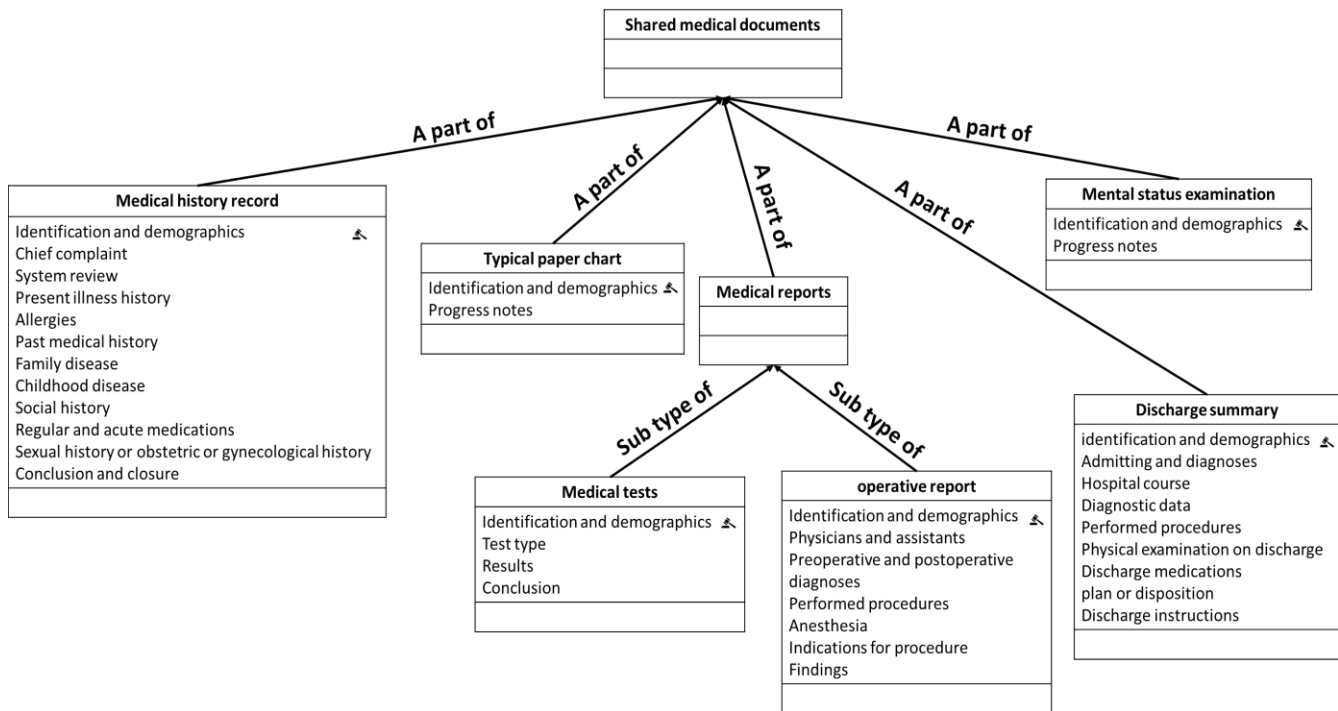 Shared medical documents
A part of
A part of
A part of
A part of
A part of
Medical history record
Identification and demographics
Chief complaint
System review
Present illness history
Allergies
Past medical history
Family disease
Childhood disease
Social history
Regular and acute medications
Sexual history or obstetric or gynecological history
Conclusion and closure
Typical paper chart
Identification and demographics
Progress notes
Medical reports
Mental status examination
Identification and demographics
Progress notes
Sub type of
Sub type of
Medical tests
Identification and demographics
Test type
Results
Conclusion
operative report
Identification and demographics
Physicians and assistants
Preoperative and postoperative
diagnoses
Performed procedures
Anesthesia
Indications for procedure
Findings
Discharge summary
identification and demographics
Admitting and diagnoses
Hospital course
Diagnostic data
Performed procedures
Physical examination on discharge
Discharge medications
plan or disposition
Discharge instructions